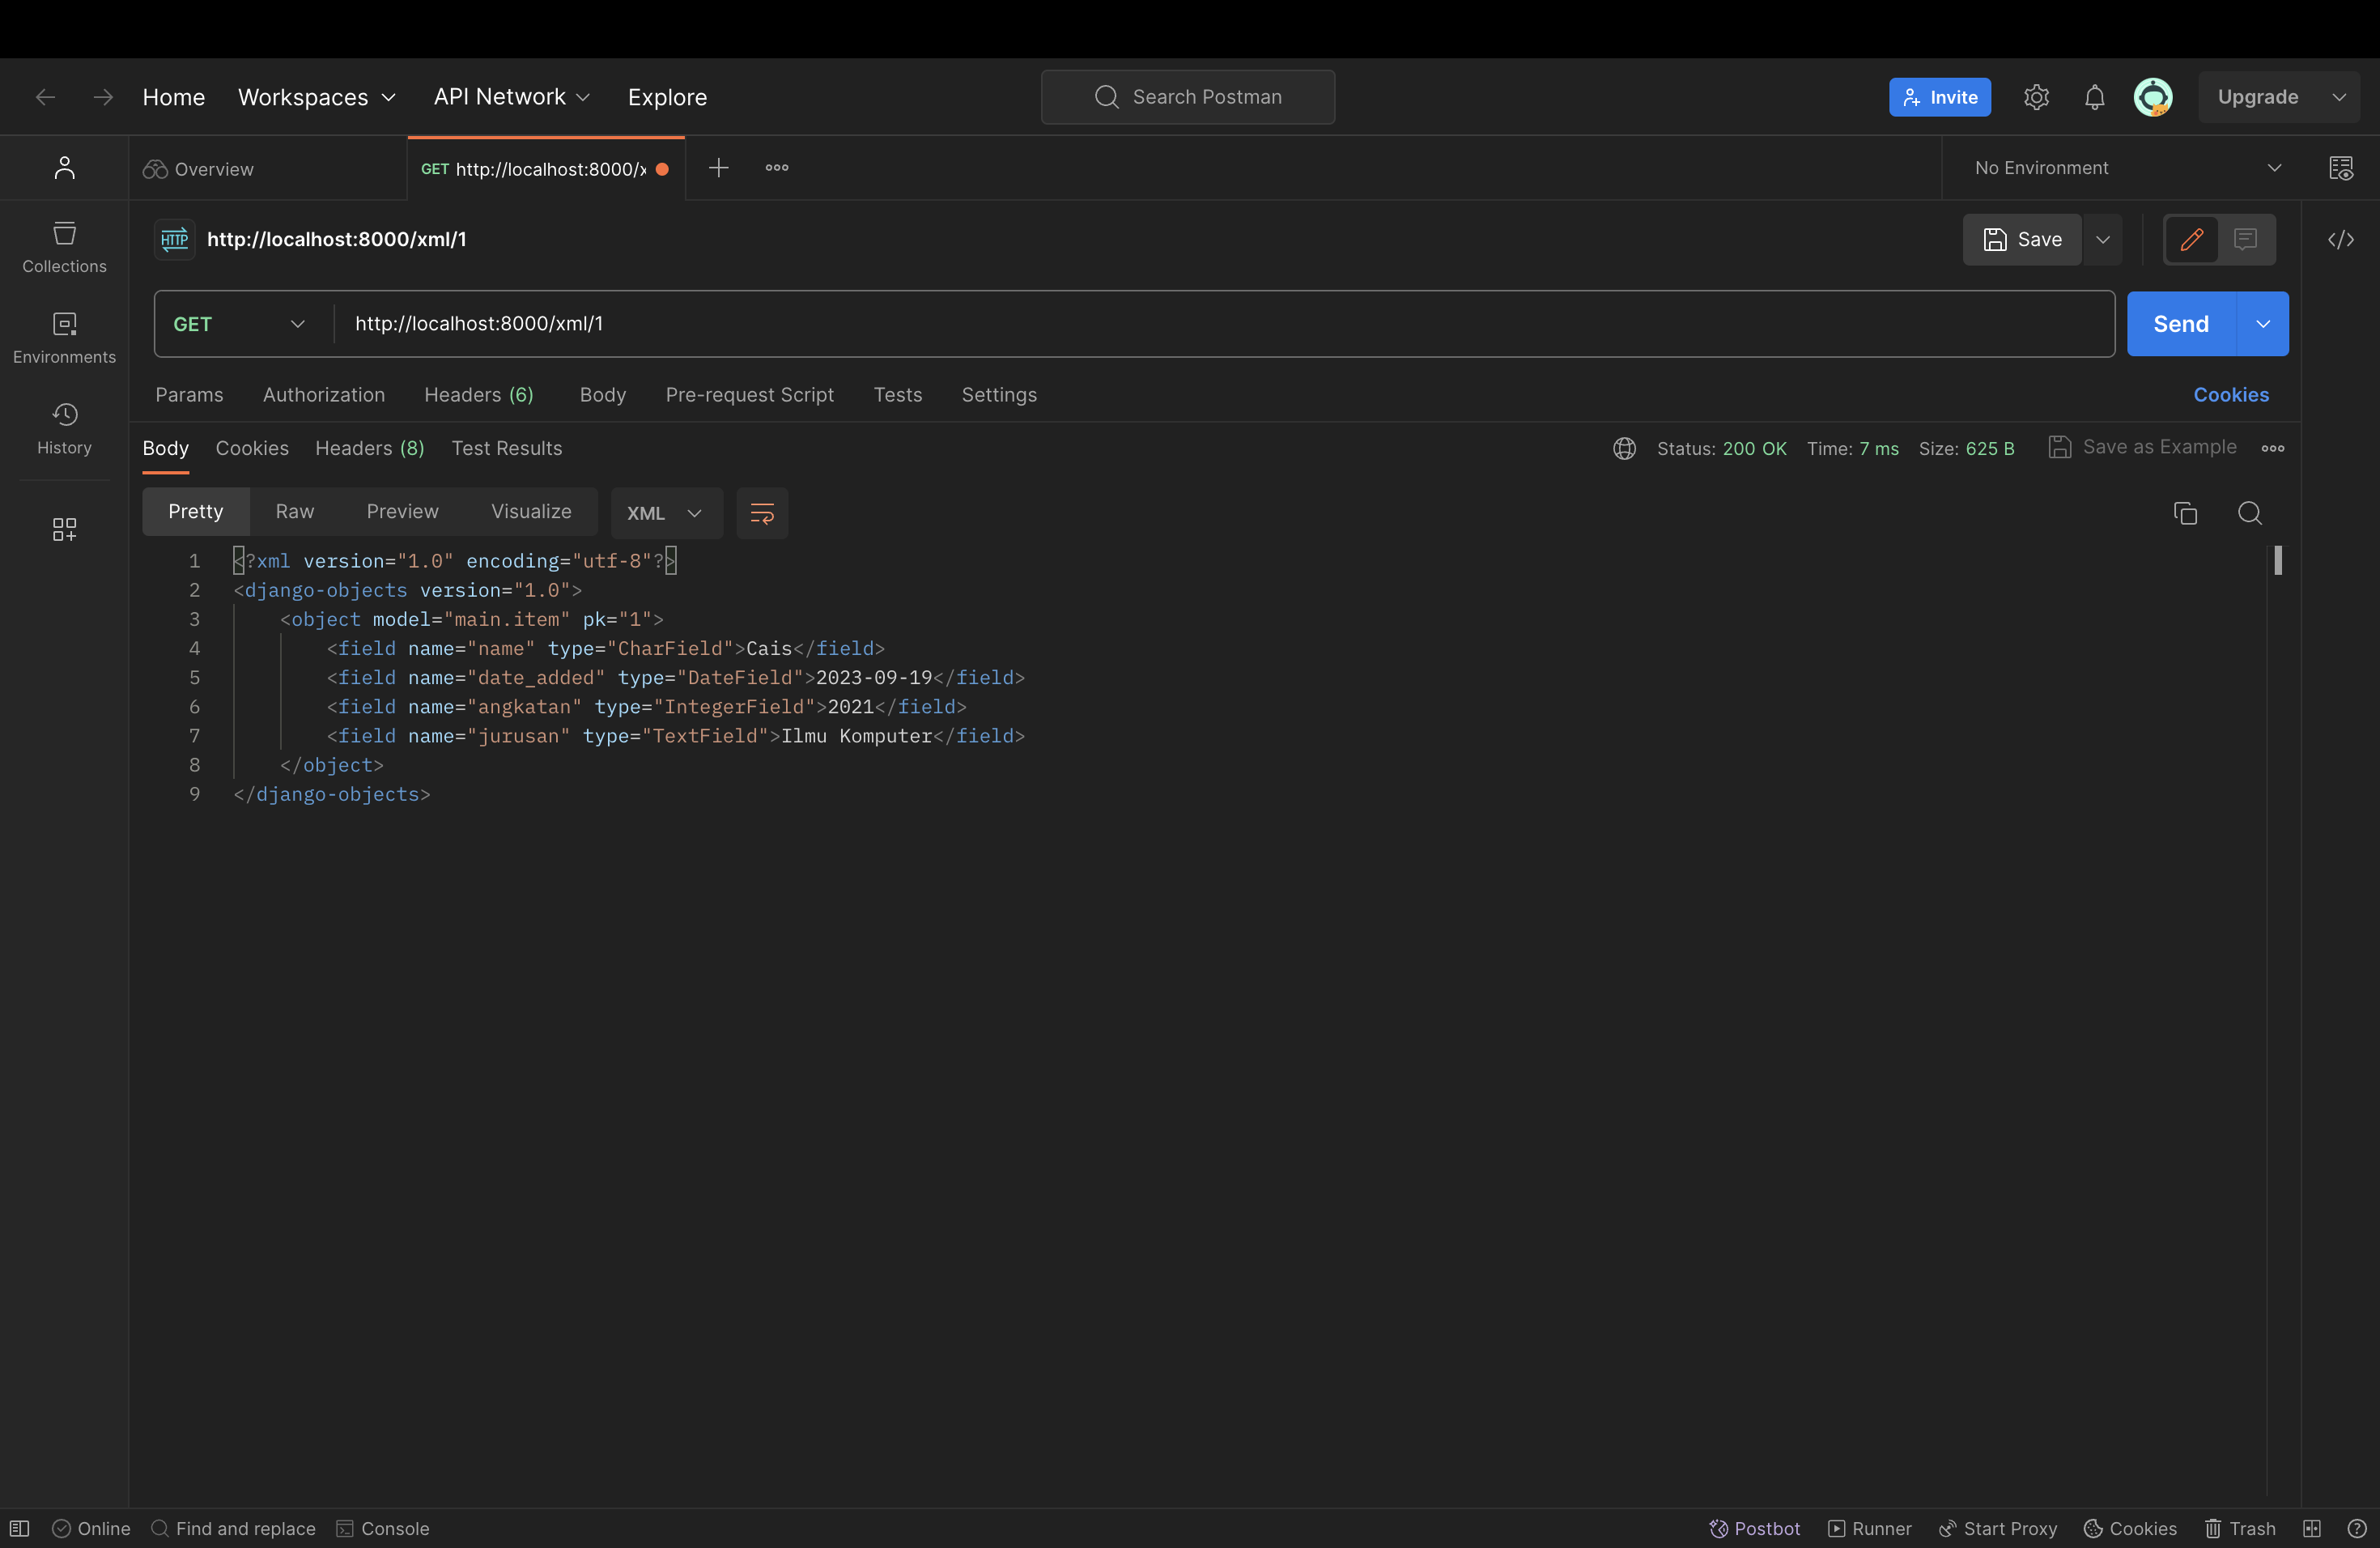 Home Workspaces API Network Explore Search Postman Invite Upgrade
Overview GET http://localhost:8000/x No Environment
HTTP http://localhost:8000/xml/1 Save
Collections
GET http://localhost:8000/xml/1 Send
Environments
Params Authorization Headers (6) Body Pre-request Script Tests Settings Cookies
History
Body Cookies Headers (8) Test Results Status: 200 OK Time: 7 ms Size: 625 B Save as Example
Pretty Raw Preview Visualize XML
1 <?xml version="1.0" encoding="utf-8"?>
2 <django-objects version="1.0">
3 <object model="main.item" pk="1">
4 <field name="name" type="CharField">Cais</field>
5 <field name="date_added" type="DateField">2023-09-19</field>
6 <field name="angkatan" type="IntegerField">2021</field>
7 <field name="jurusan" type="TextField">Ilmu Komputer</field>
8 </object>
9 </django-objects>
Online Find and replace Console Postbot Runner Start Proxy Cookies Trash